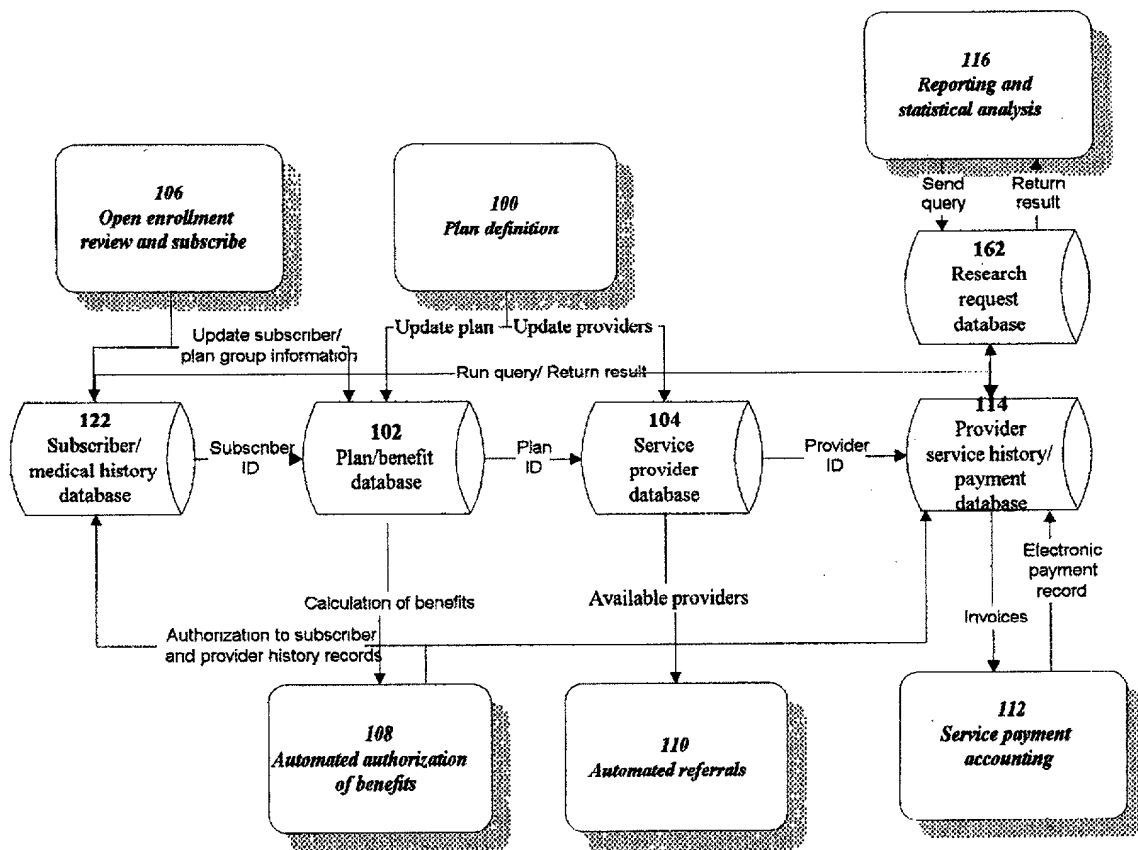 116
Reporting and
statistical analysis
106
Open enrollment
review and subscribe
100
Plan definition
Send
query
Return
result
162
Research
request
database
Update subscriber/
plan group information
Update plan
Update providers
Run query/ Return result
122
Subscriber/
medical history
database
Subscriber
ID
102
Plan/benefit
database
Plan
ID
104
Service
provider
database
Provider
ID
114
Provider
service history/
payment
database
Calculation of benefits
Available providers
Electronic
payment
record
Invoices
Authorization to subscriber
and provider history records
108
Automated authorization
of benefits
110
Automated referrals
112
Service payment
accounting